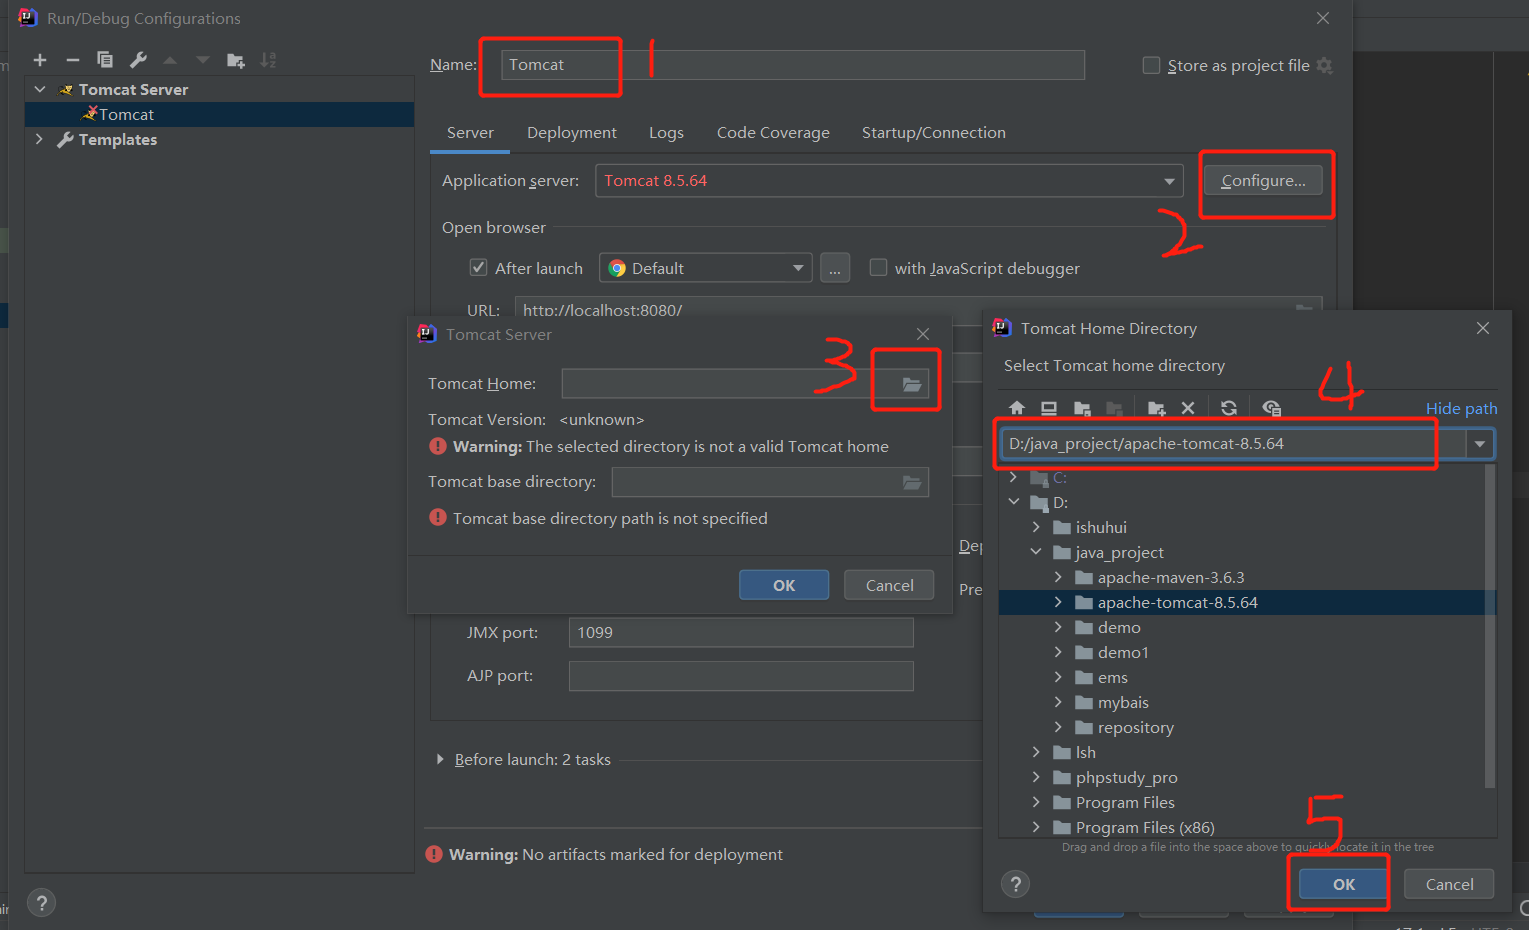 Run/Debug Configurations
Name: Tomcat 1
Store as project file
Tomcat Server
Tomcat
Templates
Server Deployment Logs Code Coverage Startup/Connection
Application server: Tomcat 8.5.64 Configure...
2
Open browser
After launch Default ... with JavaScript debugger
URL: http://localhost:8080/
Tomcat Server
3
Tomcat Home:
Tomcat Version: <unknown>
Warning: The selected directory is not a valid Tomcat home
Tomcat base directory:
Tomcat base directory path is not specified
OK Cancel
Dep
Pre
JMX port: 1099
AJP port:
Before launch: 2 tasks
Warning: No artifacts marked for deployment
?
Tomcat Home Directory
Select Tomcat home directory
4
Hide path
D:/java_project/apache-tomcat-8.5.64
C:
D:
ishuhui
java_project
apache-maven-3.6.3
apache-tomcat-8.5.64
demo
demo1
ems
mybais
repository
lsh
phpstudy_pro
Program Files
Program Files (x86)
5
Drag and drop a file into the space above to quickly locate it in the tree
? OK Cancel